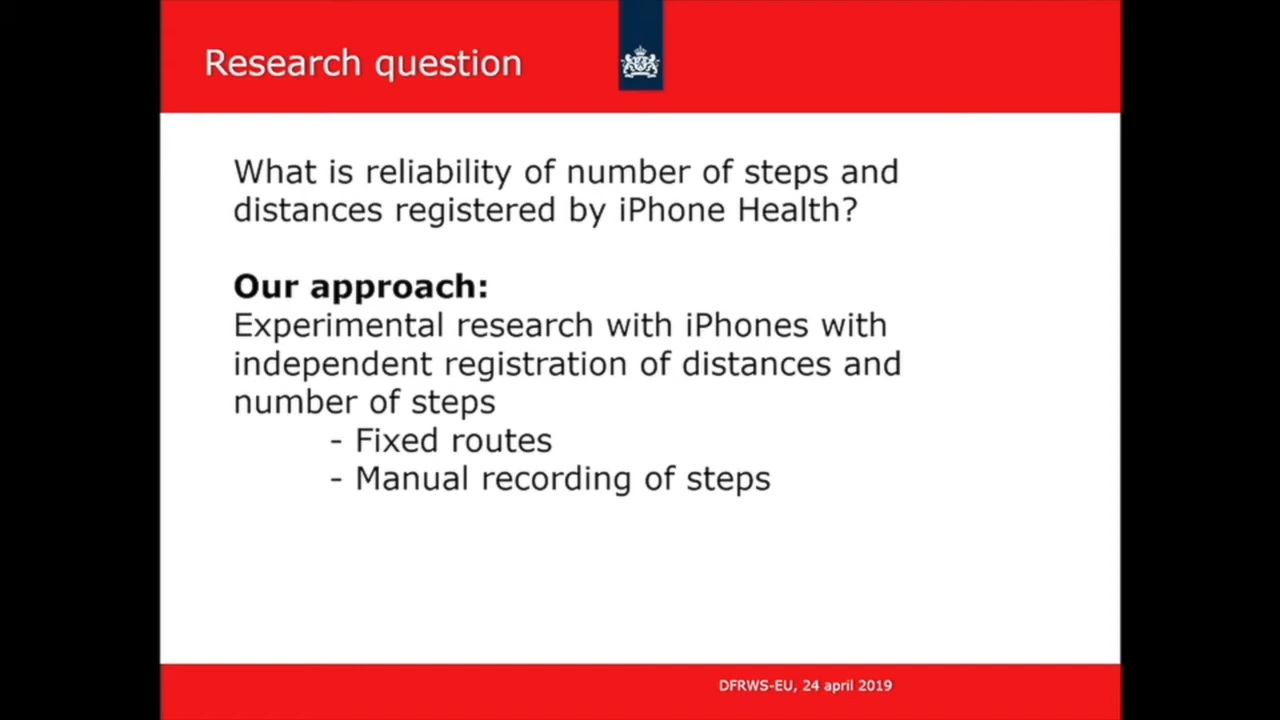 Research question
What is reliability of number of steps and
distances registered by iPhone Health?
Our approach:
Experimental research with iPhones with
independent registration of distances and
number of steps
- Fixed routes
- Manual recording of steps
DFRWS-EU, 24 april 2019